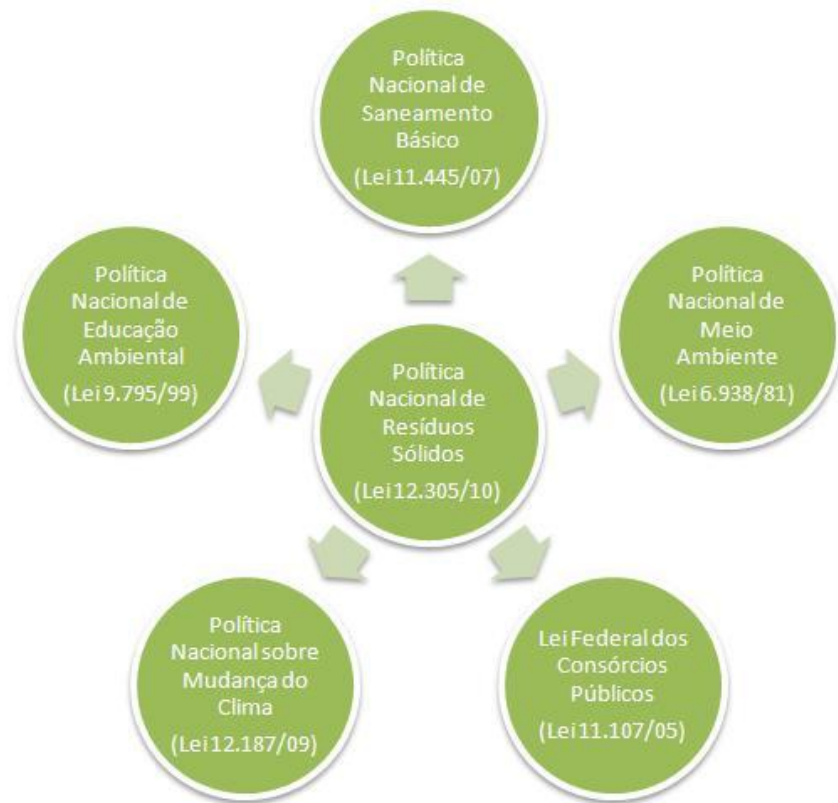 Política
Nacional de
Saneamento
Básico
(Lei 11.445/07)
Política
Nacional de
Educação
Ambiental
(Lei 9.795/99)
Política
Nacional de
Meio
Ambiente
(Lei 6.938/81)
Política
Nacional de
Resíduos
Sólidos
(Lei 12.305/10)
Política
Nacional sobre
Mudança do
Clima
(Lei 12.187/09)
Lei Federal dos
Consórcios
Públicos
(Lei 11.107/05)